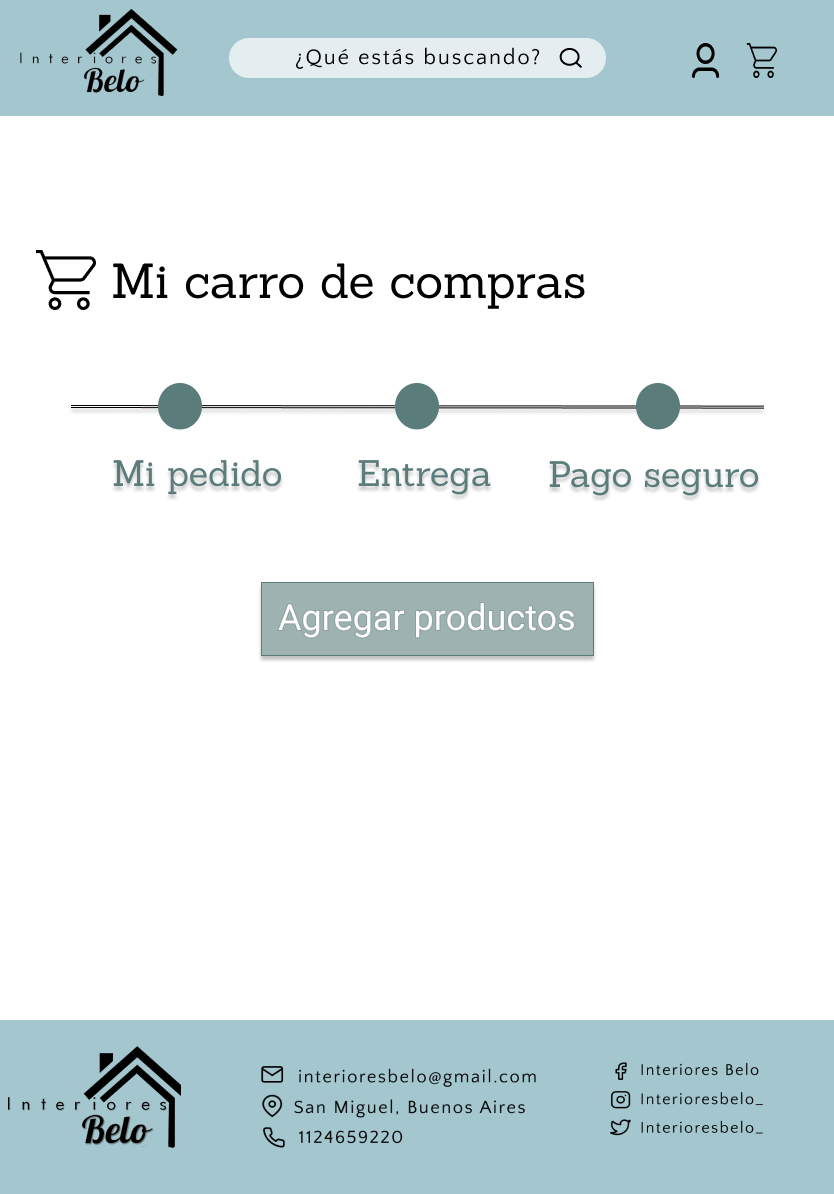 Interiores
Belo
¿Qué estás buscando?
Mi carro de compras
Mi pedido
Entrega
Pago seguro
Agregar productos
Interiores
Belo
interioresbelo@gmail.com
San Miguel, Buenos Aires
1124659220
Interiores Belo
Interioresbelo_
Interioresbelo_